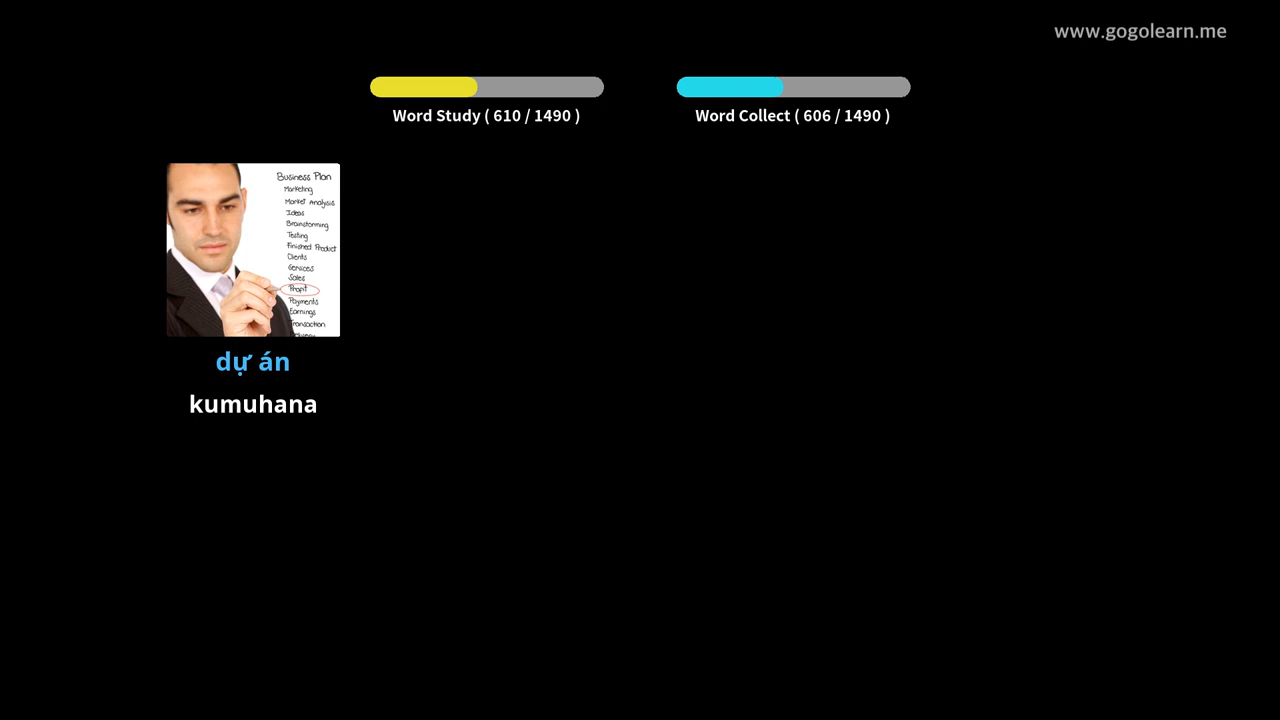 www.gogolearn.me
Word Study ( 610 / 1490 )
Word Collect ( 606 / 1490 )
Business Plan
Marketing
Market Analysis
Ideas
Brainstorming
Testing
Finished Product
Clients
Services
Sales
Profit
Payments
Earnings
Transaction
Delivery
dự án
kumuhana